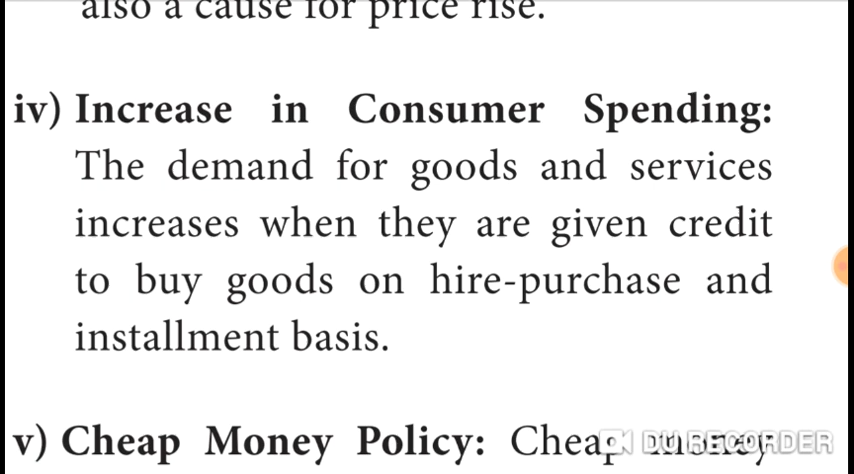 also a cause for price rise.
iv) Increase in Consumer Spending:
The demand for goods and services
increases when they are given credit
to buy goods on hire-purchase and
installment basis.
v) Cheap Money Policy: Cheap money
DU RECORDER